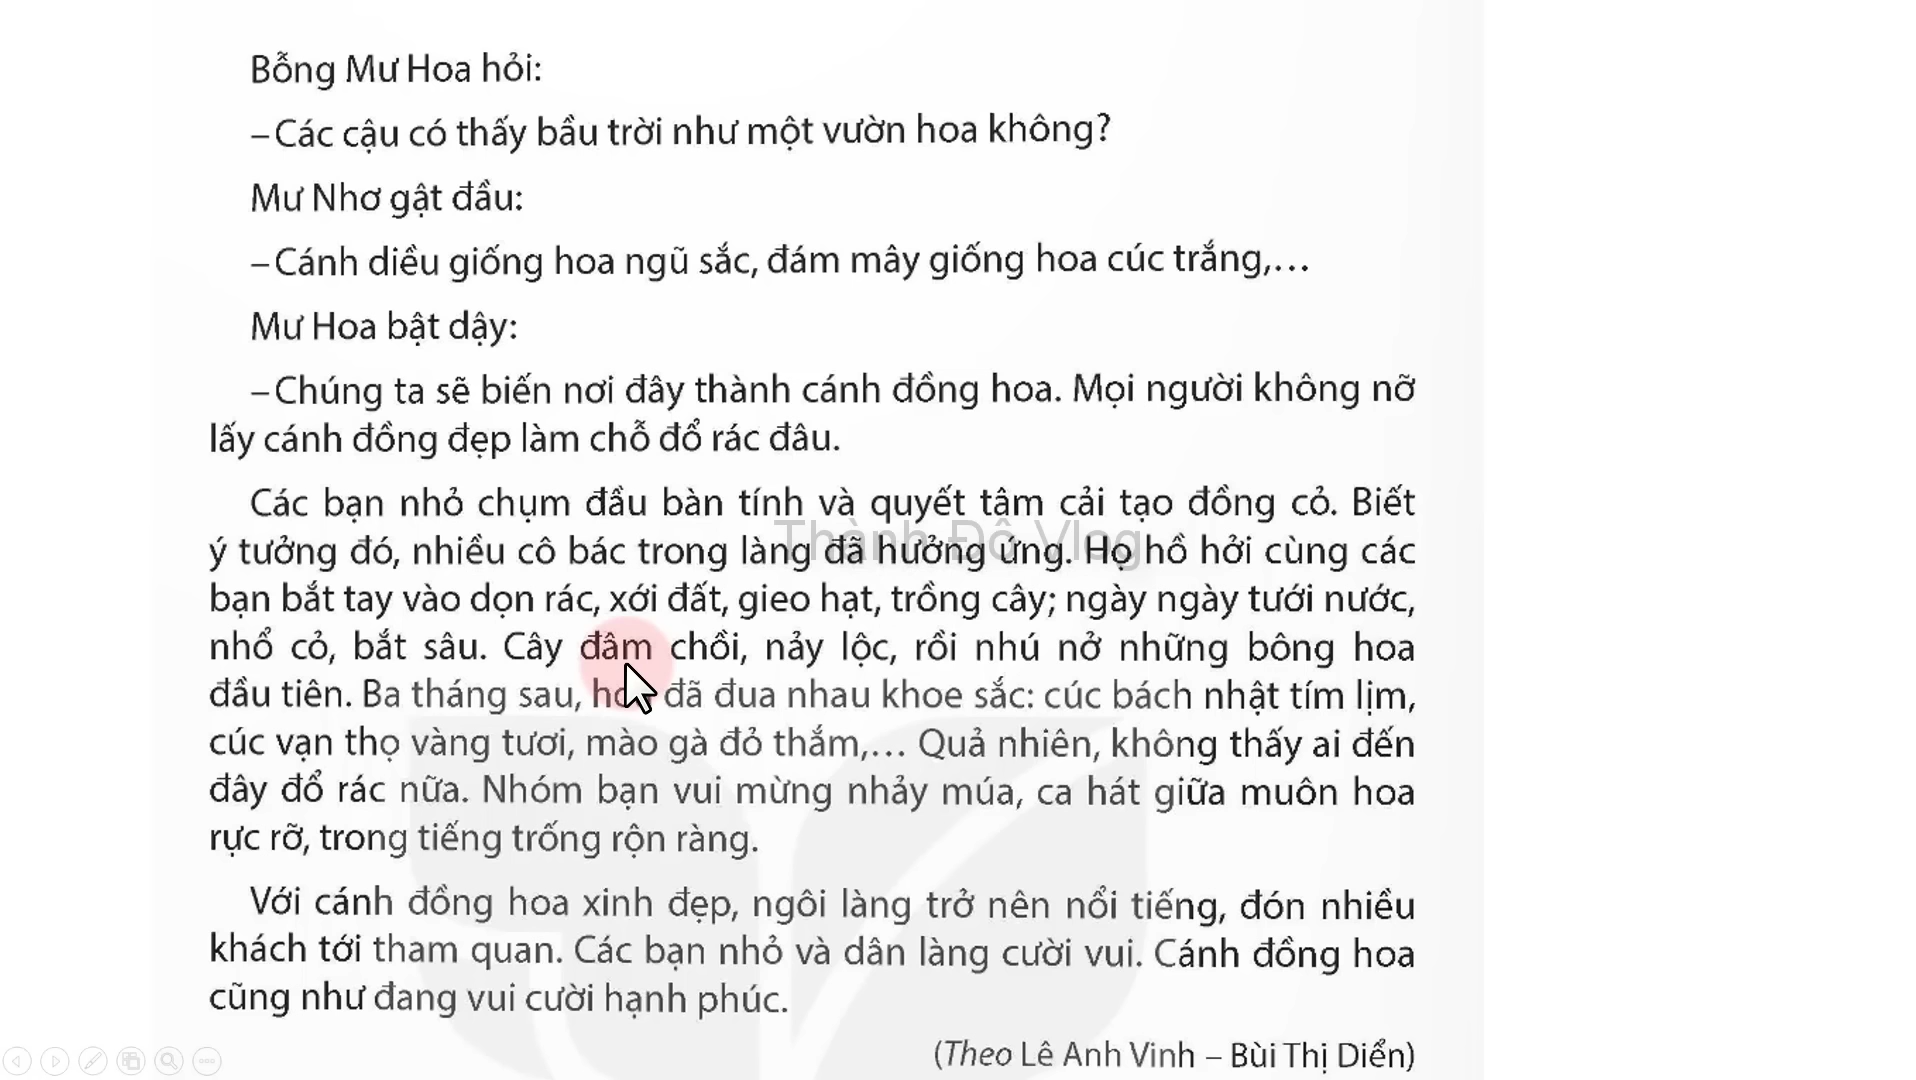 Bỗng Mư Hoa hỏi:
– Các cậu có thấy bầu trời như một vườn hoa không?
Mư Nhơ gật đầu:
– Cánh diều giống hoa ngũ sắc, đám mây giống hoa cúc trắng,...
Mư Hoa bật dậy:
– Chúng ta sẽ biến nơi đây thành cánh đồng hoa. Mọi người không nỡ
lấy cánh đồng đẹp làm chỗ đổ rác đâu.
Các bạn nhỏ chụm đầu bàn tính và quyết tâm cải tạo đồng cỏ. Biết
Thành Đô Vlog
ý tưởng đó, nhiều cô bác trong làng đã hưởng ứng. Họ hồ hởi cùng các
bạn bắt tay vào dọn rác, xới đất, gieo hạt, trồng cây; ngày ngày tưới nước,
nhổ cỏ, bắt sâu. Cây đâm chồi, nảy lộc, rồi nhú nở những bông hoa
đầu tiên. Ba tháng sau, hoa đã đua nhau khoe sắc: cúc bách nhật tím lịm,
cúc vạn thọ vàng tươi, mào gà đỏ thắm,... Quả nhiên, không thấy ai đến
đây đổ rác nữa. Nhóm bạn vui mừng nhảy múa, ca hát giữa muôn hoa
rực rỡ, trong tiếng trống rộn ràng.
Với cánh đồng hoa xinh đẹp, ngôi làng trở nên nổi tiếng, đón nhiều
khách tới tham quan. Các bạn nhỏ và dân làng cười vui. Cánh đồng hoa
cũng như đang vui cười hạnh phúc.
(Theo Lê Anh Vinh – Bùi Thị Diển)